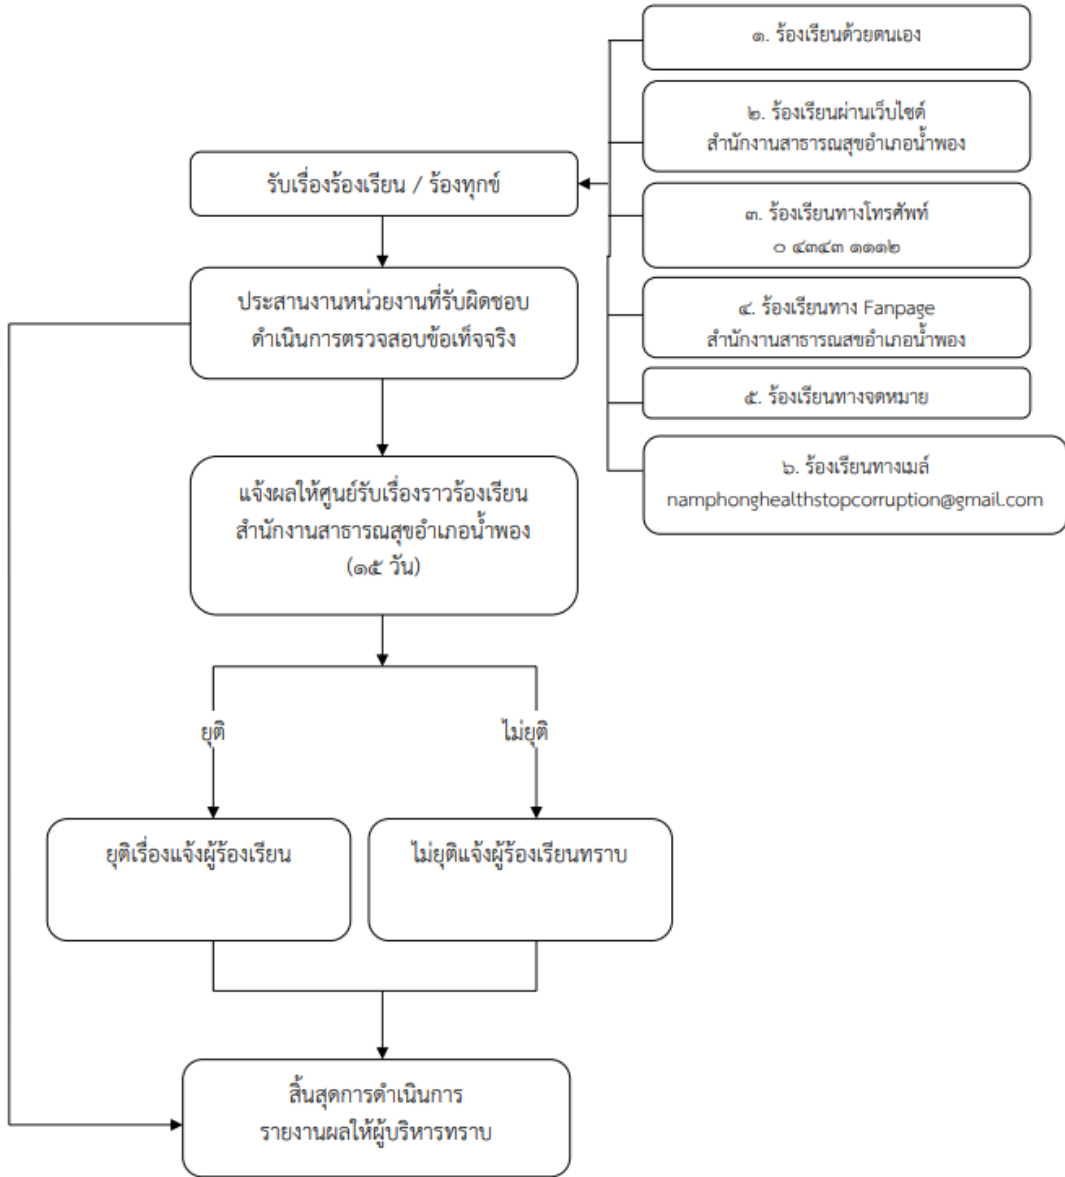 ๑. ร้องเรียนด้วยตนเอง
๒. ร้องเรียนผ่านเว็บไซต์
สำนักงานสาธารณสุขอำเภอน้ำพอง
รับเรื่องร้องเรียน / ร้องทุกข์
๓. ร้องเรียนทางโทรศัพท์
๐ ๔๓๔๓ ๑๑๑๒
ประสานงานหน่วยงานที่รับผิดชอบ
ดำเนินการตรวจสอบข้อเท็จจริง
๔. ร้องเรียนทาง Fanpage
สำนักงานสาธารณสขอำเภอน้ำพอง
๕. ร้องเรียนทางจดหมาย
๖. ร้องเรียนทางเมล์
namphonghealthstopcorruption@gmail.com
แจ้งผลให้ศูนย์รับเรื่องราวร้องเรียน
สำนักงานสาธารณสุขอำเภอน้ำพอง
(๑๕ วัน)
ยุติ
ไม่ยุติ
ยุติเรื่องแจ้งผู้ร้องเรียน
ไม่ยุติแจ้งผู้ร้องเรียนทราบ
สิ้นสุดการดำเนินการ
รายงานผลให้ผู้บริหารทราบ